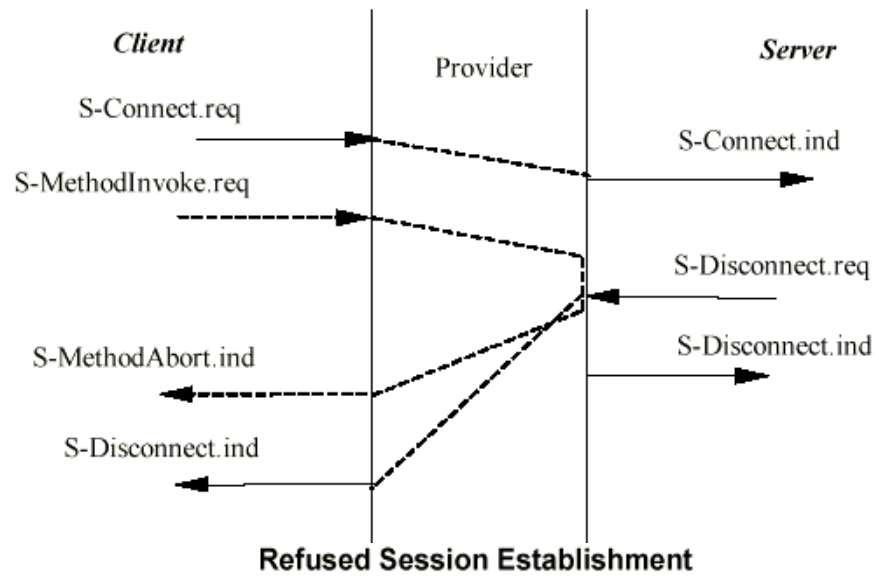 Client
Provider
Server
S-Connect.req
S-Connect.ind
S-MethodInvoke.req
S-Disconnect.req
S-MethodAbort.ind
S-Disconnect.ind
S-Disconnect.ind
Refused Session Establishment